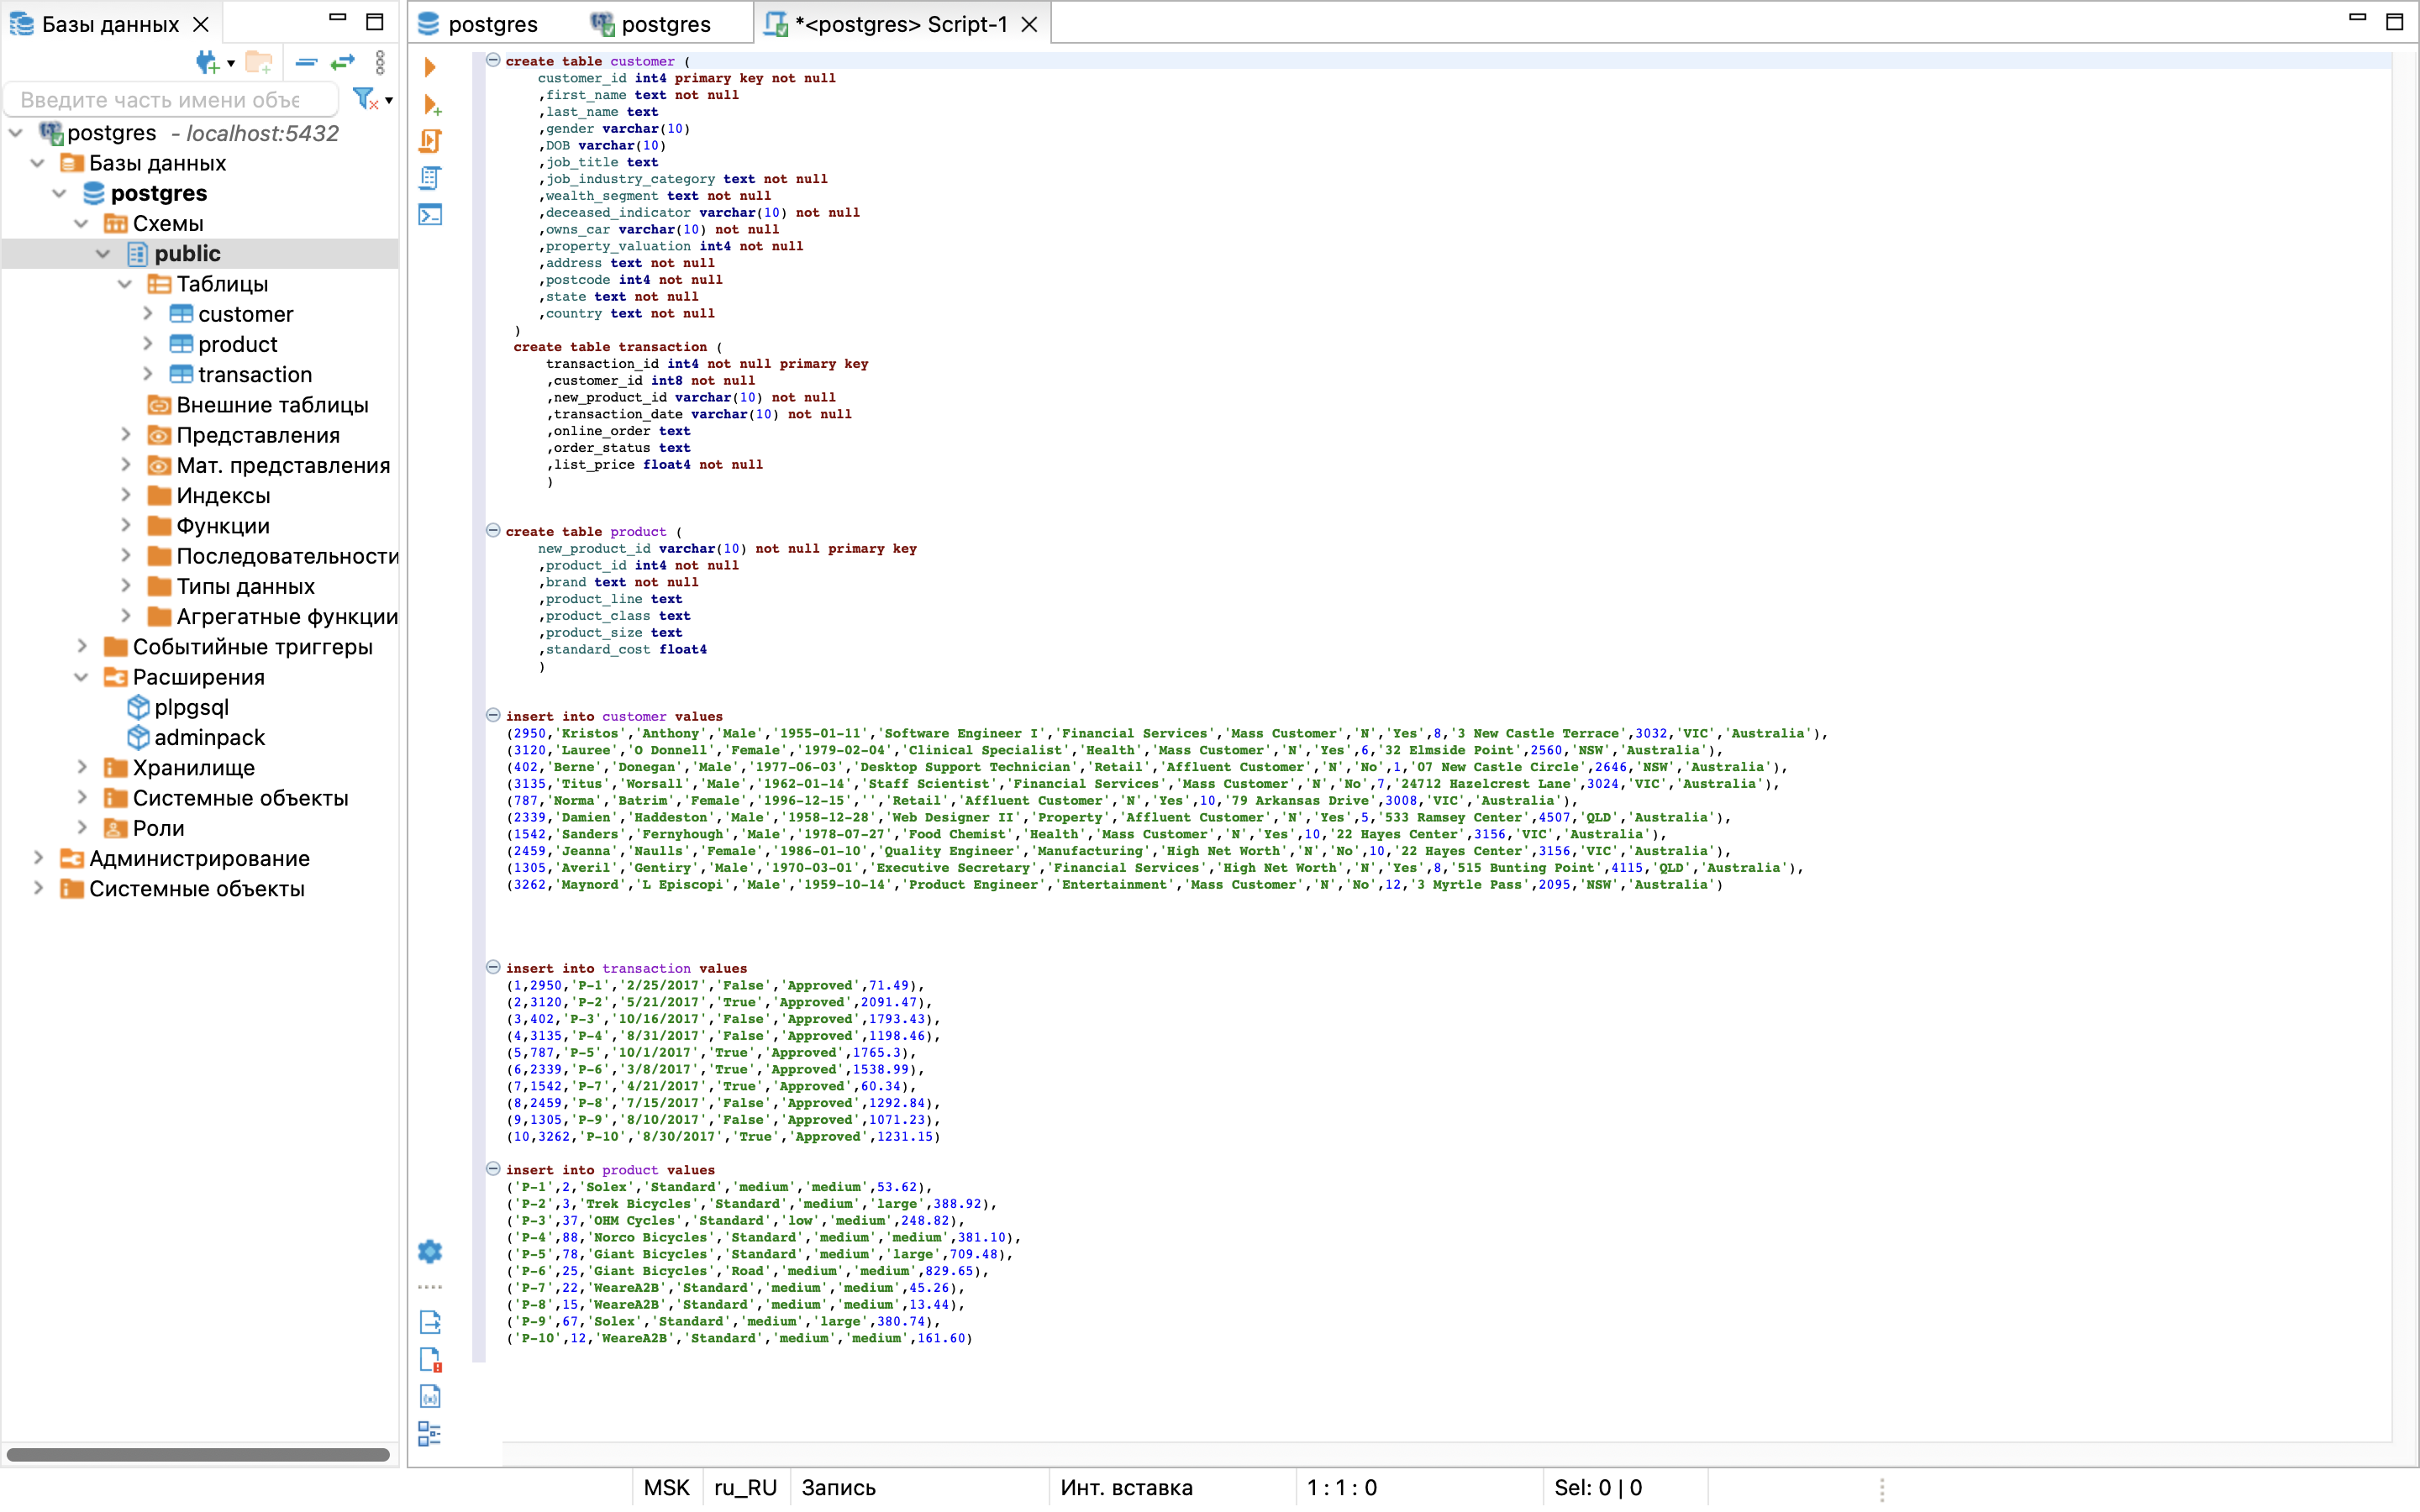 Базы данных
Введите часть имени объе
postgres - localhost:5432
Базы данных
postgres
Схемы
public
Таблицы
customer
product
transaction
Внешние таблицы
Представления
Мат. представления
Индексы
Функции
Последовательности
Типы данных
Агрегатные функции
Событийные триггеры
Расширения
plpgsql
adminpack
Хранилище
Системные объекты
Роли
Администрирование
Системные объекты
postgres
postgres
*<postgres> Script-1
create table customer (
customer_id int4 primary key not null
,first_name text not null
,last_name text
,gender varchar(10)
,DOB varchar(10)
,job_title text
,job_industry_category text not null
,wealth_segment text not null
,deceased_indicator varchar(10) not null
,owns_car varchar(10) not null
,property_valuation int4 not null
,address text not null
,postcode int4 not null
,state text not null
,country text not null
)
create table transaction (
transaction_id int4 not null primary key
,customer_id int8 not null
,new_product_id varchar(10) not null
,transaction_date varchar(10) not null
,online_order text
,order_status text
,list_price float4 not null
)
create table product (
new_product_id varchar(10) not null primary key
,product_id int4 not null
,brand text not null
,product_line text
,product_class text
,product_size text
,standard_cost float4
)
insert into customer values
(2950,'Kristos','Anthony','Male','1955-01-11','Software Engineer I','Financial Services','Mass Customer','N','Yes',8,'3 New Castle Terrace',3032,'VIC','Australia'),
(3120,'Lauree','O Donnell','Female','1979-02-04','Clinical Specialist','Health','Mass Customer','N','Yes',6,'32 Elmside Point',2560,'NSW','Australia'),
(402,'Berne','Donegan','Male','1977-06-03','Desktop Support Technician','Retail','Affluent Customer','N','No',1,'07 New Castle Circle',2646,'NSW','Australia'),
(3135,'Titus','Worsall','Male','1962-01-14','Staff Scientist','Financial Services','Mass Customer','N','No',7,'24712 Hazelcrest Lane',3024,'VIC','Australia'),
(787,'Norma','Batrim','Female','1996-12-15','','Retail','Affluent Customer','N','Yes',10,'79 Arkansas Drive',3008,'VIC','Australia'),
(2339,'Damien','Haddeston','Male','1958-12-28','Web Designer II','Property','Affluent Customer','N','Yes',5,'533 Ramsey Center',4507,'QLD','Australia'),
(1542,'Sanders','Fernyhough','Male','1978-07-27','Food Chemist','Health','Mass Customer','N','Yes',10,'22 Hayes Center',3156,'VIC','Australia'),
(2459,'Jeanna','Naulls','Female','1986-01-10','Quality Engineer','Manufacturing','High Net Worth','N','No',10,'22 Hayes Center',3156,'VIC','Australia'),
(1305,'Averil','Gentiry','Male','1970-03-01','Executive Secretary','Financial Services','High Net Worth','N','Yes',8,'515 Bunting Point',4115,'QLD','Australia'),
(3262,'Maynord','L Episcopi','Male','1959-10-14','Product Engineer','Entertainment','Mass Customer','N','No',12,'3 Myrtle Pass',2095,'NSW','Australia')
insert into transaction values
(1,2950,'P-1','2/25/2017','False','Approved',71.49),
(2,3120,'P-2','5/21/2017','True','Approved',2091.47),
(3,402,'P-3','10/16/2017','False','Approved',1793.43),
(4,3135,'P-4','8/31/2017','False','Approved',1198.46),
(5,787,'P-5','10/1/2017','True','Approved',1765.3),
(6,2339,'P-6','3/8/2017','True','Approved',1538.99),
(7,1542,'P-7','4/21/2017','True','Approved',60.34),
(8,2459,'P-8','7/15/2017','False','Approved',1292.84),
(9,1305,'P-9','8/10/2017','False','Approved',1071.23),
(10,3262,'P-10','8/30/2017','True','Approved',1231.15)
insert into product values
('P-1',2,'Solex','Standard','medium','medium',53.62),
('P-2',3,'Trek Bicycles','Standard','medium','large',388.92),
('P-3',37,'OHM Cycles','Standard','low','medium',248.82),
('P-4',88,'Norco Bicycles','Standard','medium','medium',381.10),
('P-5',78,'Giant Bicycles','Standard','medium','large',709.48),
('P-6',25,'Giant Bicycles','Road','medium','medium',829.65),
('P-7',22,'WeareA2B','Standard','medium','medium',45.26),
('P-8',15,'WeareA2B','Standard','medium','medium',13.44),
('P-9',67,'Solex','Standard','medium','large',380.74),
('P-10',12,'WeareA2B','Standard','medium','medium',161.60)
MSK ru_RU Запись Инт. вставка 1 : 1 : 0 Sel: 0 | 0